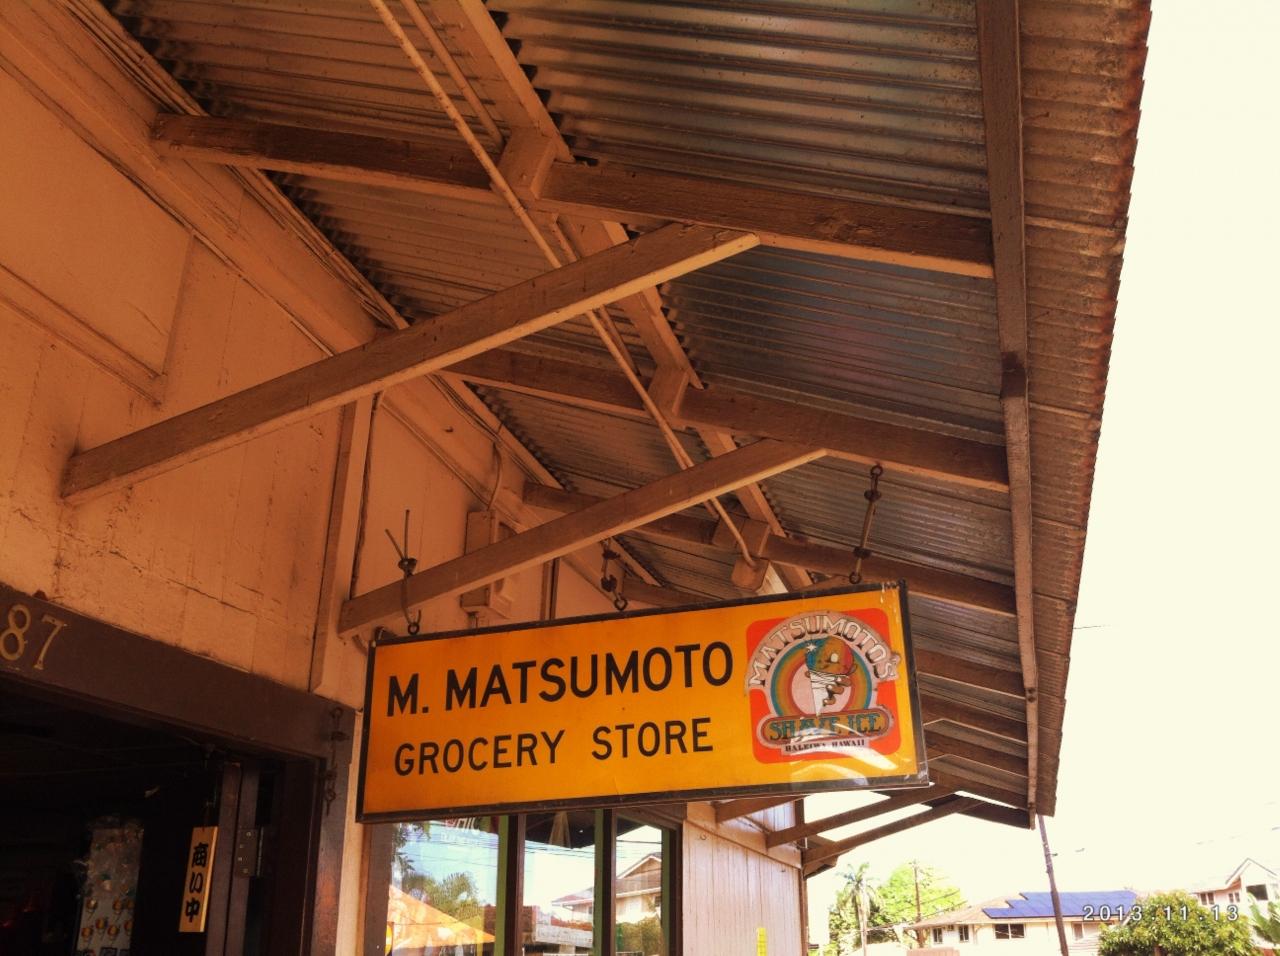 87
M. MATSUMOTO
GROCERY STORE
MATSUMOTO'S
SHAVE ICE
HALEIWA, HAWAII
商い中
2013.11.13